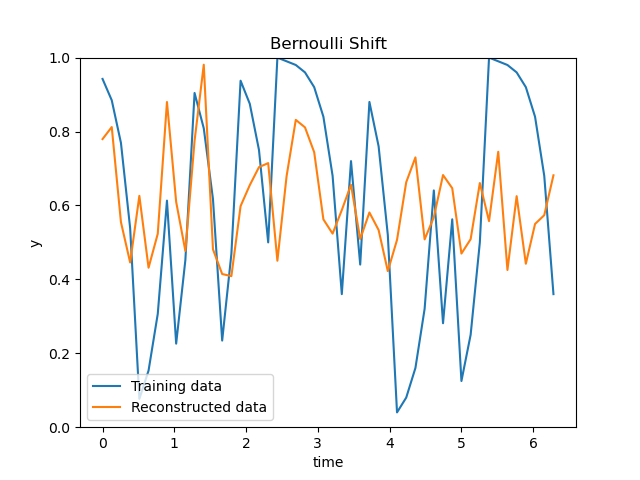 Bernoulli Shift
1.0
0.8
0.6
0.4
0.2
0.0
y
Training data
Reconstructed data
0 1 2 3 4 5 6
time